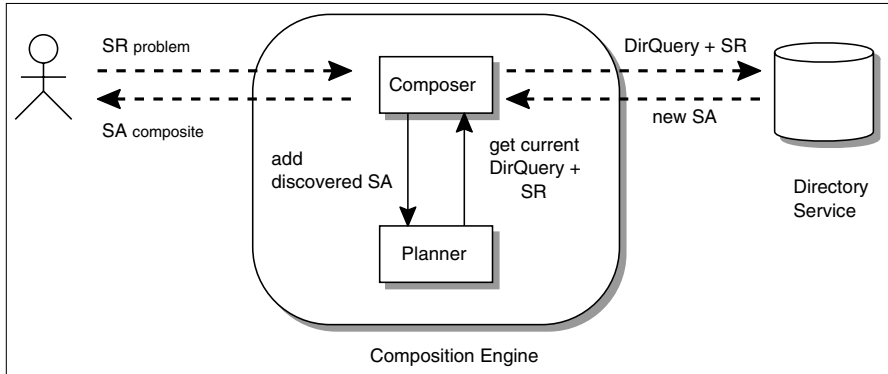 SR problem
SA composite
Composer
DirQuery + SR
new SA
add
discovered SA
get current
DirQuery +
SR
Planner
Directory
Service
Composition Engine